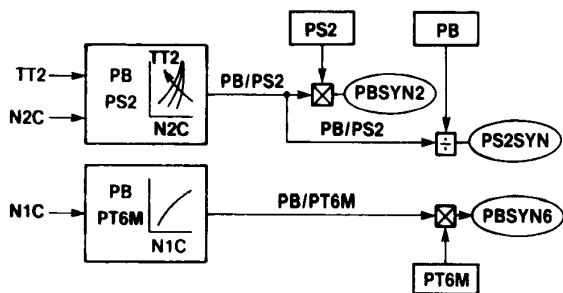 PS2
PB
TT2
PB
PS2
TT2
N2C
PB/PS2
PBSYN2
N2C
PB/PS2
÷
PS2SYN
N1C
PB
PT6M
N1C
PB/PT6M
PBSYN6
PT6M